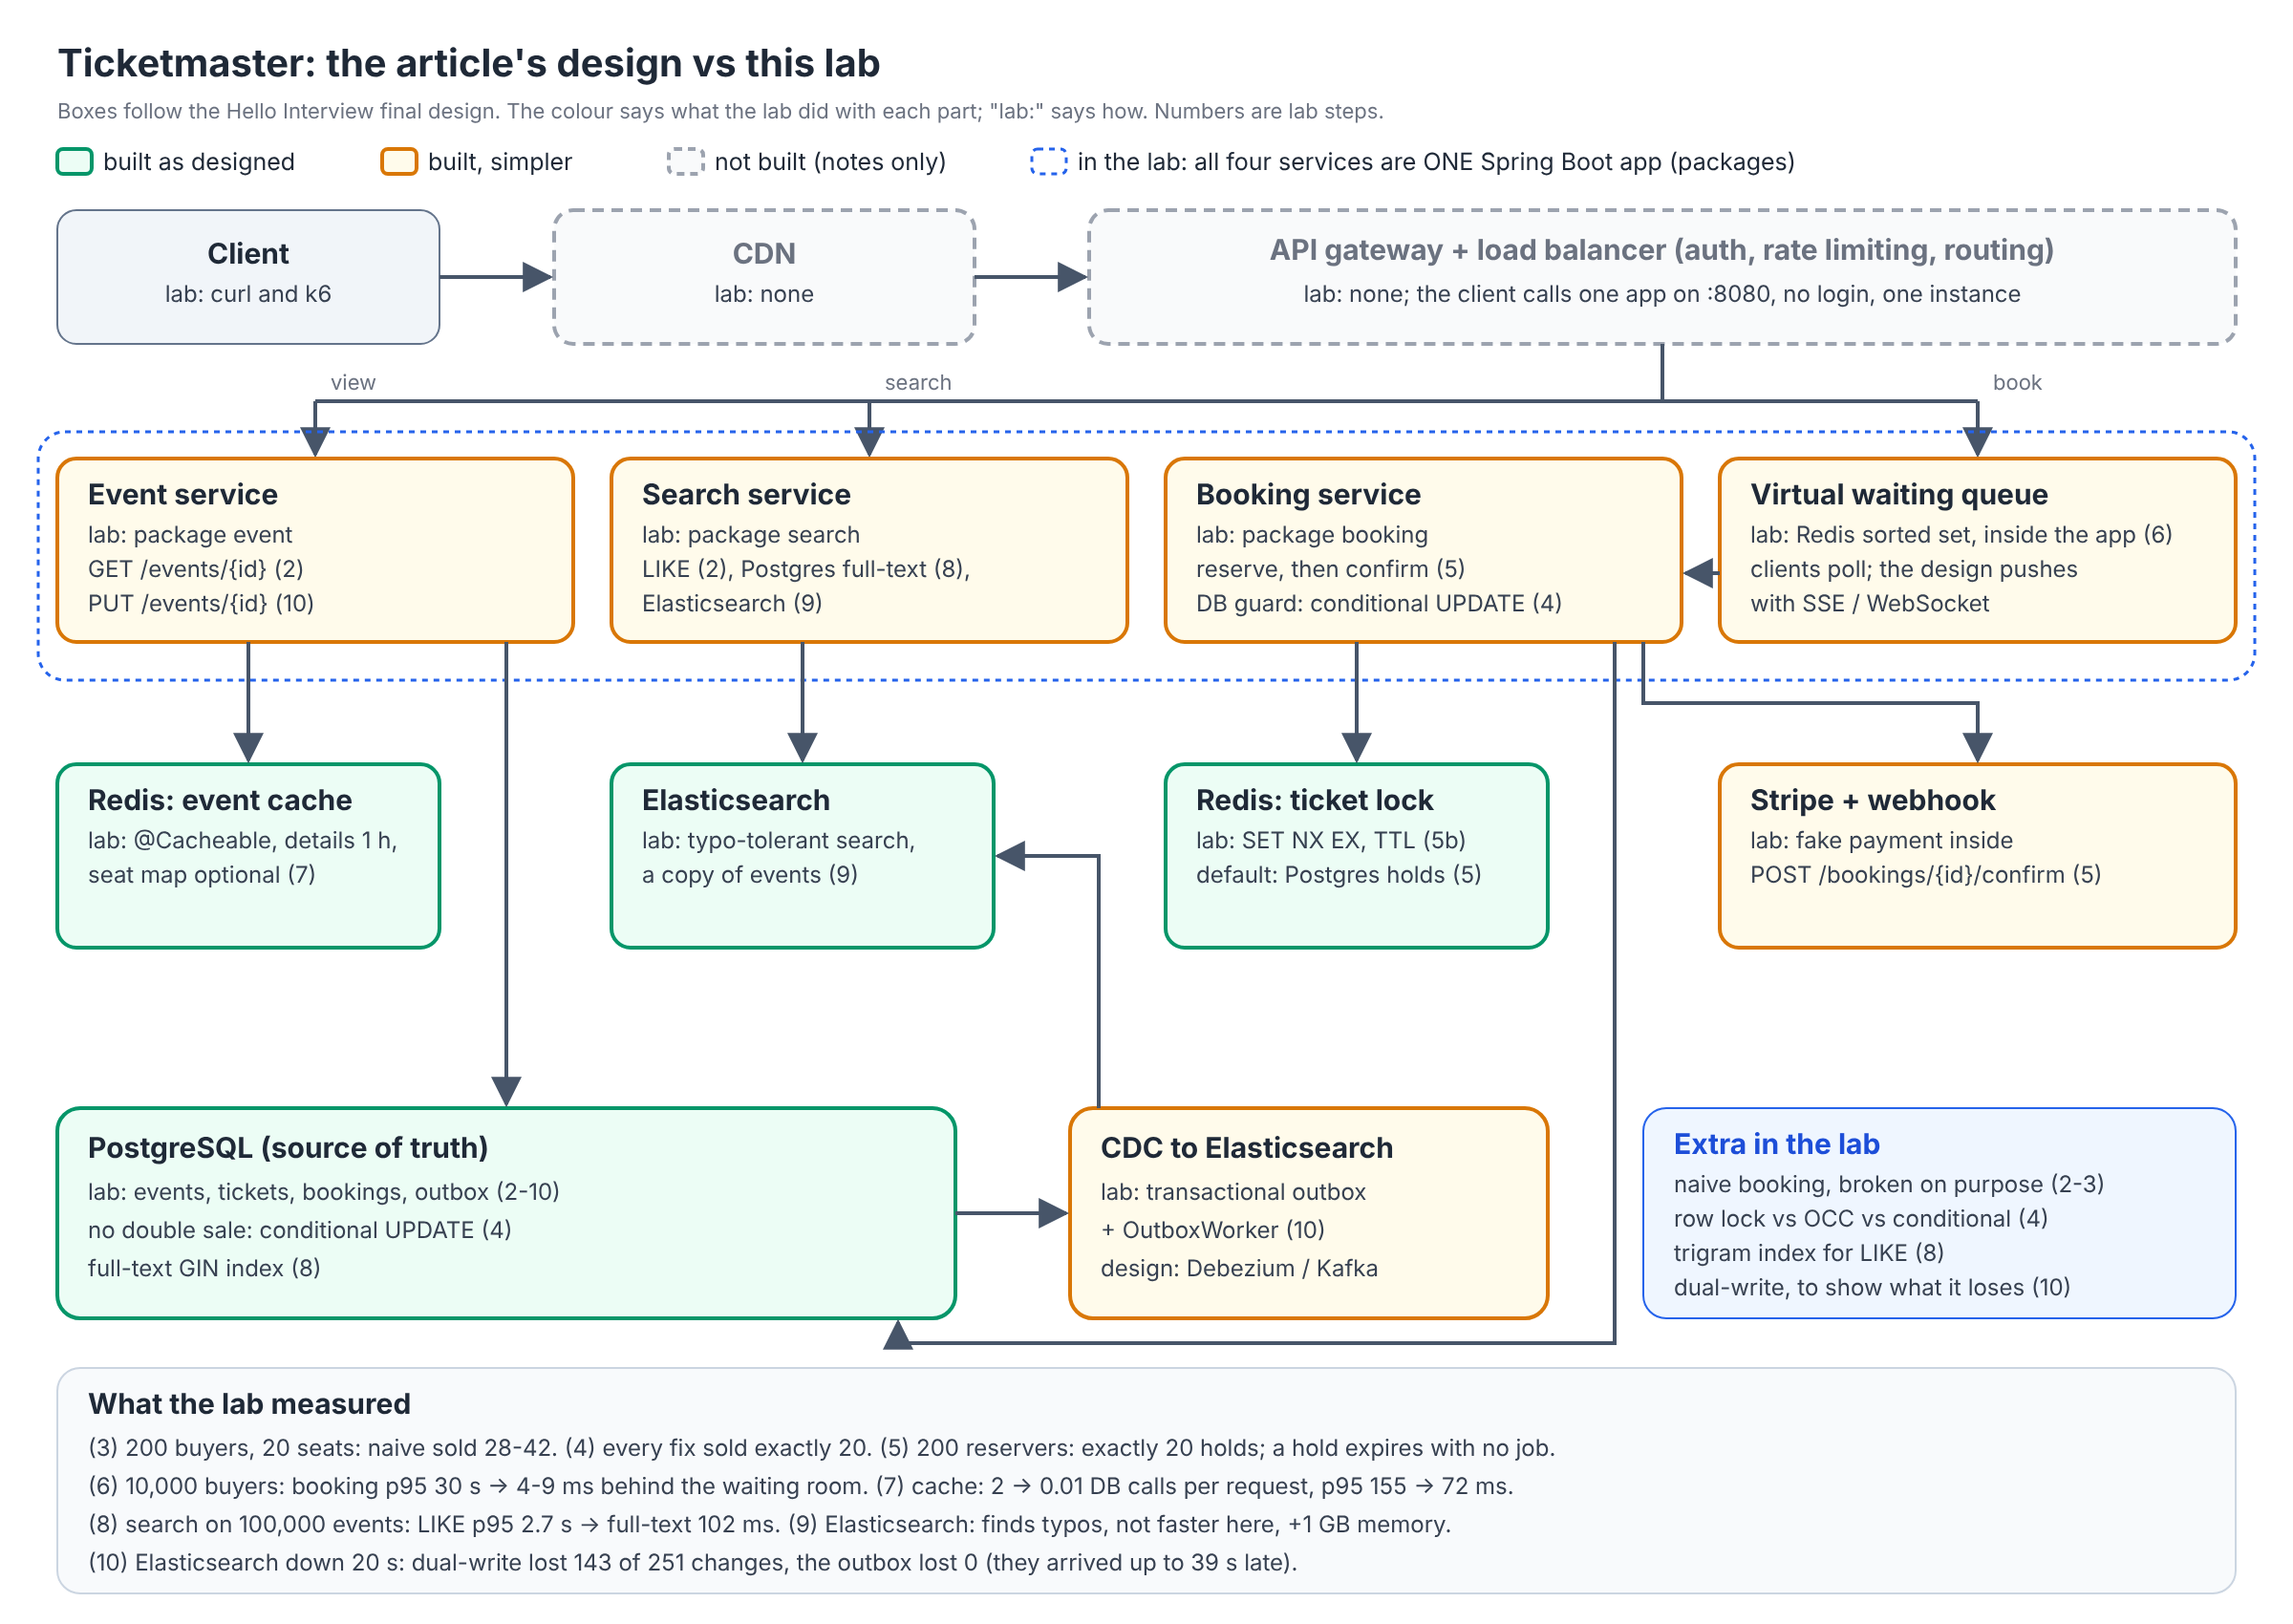 Ticketmaster: the article's design vs this lab
Boxes follow the Hello Interview final design. The colour says what the lab did with each part; "lab:" says how. Numbers are lab steps.
built as designed
built, simpler
not built (notes only)
in the lab: all four services are ONE Spring Boot app (packages)
Client
lab: curl and k6
CDN
lab: none
API gateway + load balancer (auth, rate limiting, routing)
lab: none; the client calls one app on :8080, no login, one instance
view
search
book
Event service
lab: package event
GET /events/{id} (2)
PUT /events/{id} (10)
Search service
lab: package search
LIKE (2), Postgres full-text (8),
Elasticsearch (9)
Booking service
lab: package booking
reserve, then confirm (5)
DB guard: conditional UPDATE (4)
Virtual waiting queue
lab: Redis sorted set, inside the app (6)
clients poll; the design pushes
with SSE / WebSocket
Redis: event cache
lab: @Cacheable, details 1 h,
seat map optional (7)
Elasticsearch
lab: typo-tolerant search,
a copy of events (9)
Redis: ticket lock
lab: SET NX EX, TTL (5b)
default: Postgres holds (5)
Stripe + webhook
lab: fake payment inside
POST /bookings/{id}/confirm (5)
PostgreSQL (source of truth)
lab: events, tickets, bookings, outbox (2-10)
no double sale: conditional UPDATE (4)
full-text GIN index (8)
CDC to Elasticsearch
lab: transactional outbox
+ OutboxWorker (10)
design: Debezium / Kafka
Extra in the lab
naive booking, broken on purpose (2-3)
row lock vs OCC vs conditional (4)
trigram index for LIKE (8)
dual-write, to show what it loses (10)
What the lab measured
(3) 200 buyers, 20 seats: naive sold 28-42. (4) every fix sold exactly 20. (5) 200 reservers: exactly 20 holds; a hold expires with no job.
(6) 10,000 buyers: booking p95 30 s → 4-9 ms behind the waiting room. (7) cache: 2 → 0.01 DB calls per request, p95 155 → 72 ms.
(8) search on 100,000 events: LIKE p95 2.7 s → full-text 102 ms. (9) Elasticsearch: finds typos, not faster here, +1 GB memory.
(10) Elasticsearch down 20 s: dual-write lost 143 of 251 changes, the outbox lost 0 (they arrived up to 39 s late).